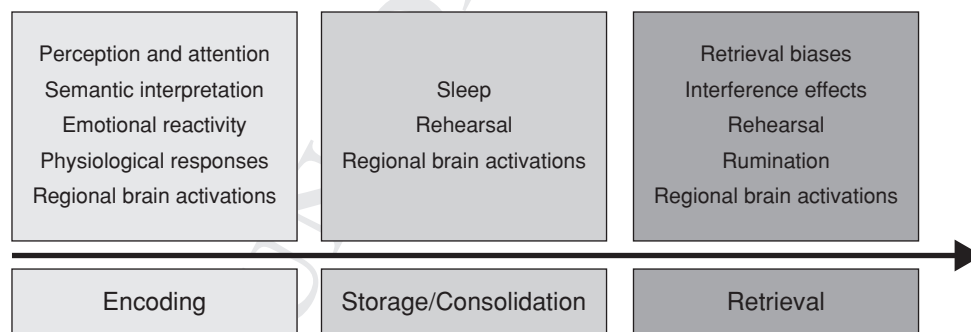 Perception and attention
Semantic interpretation
Emotional reactivity
Physiological responses
Regional brain activations
Sleep
Rehearsal
Regional brain activations
Retrieval biases
Interference effects
Rehearsal
Rumination
Regional brain activations
Encoding
Storage/Consolidation
Retrieval